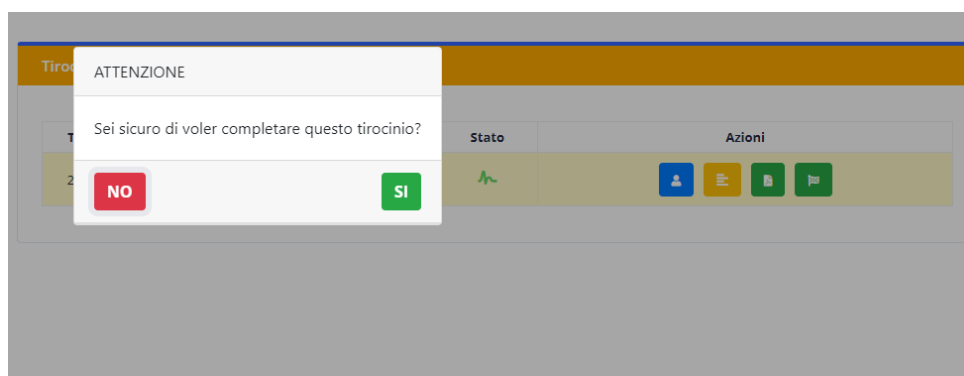 ATTENZIONE
Sei sicuro di voler completare questo tirocinio?
NO
SI
Stato
Azioni